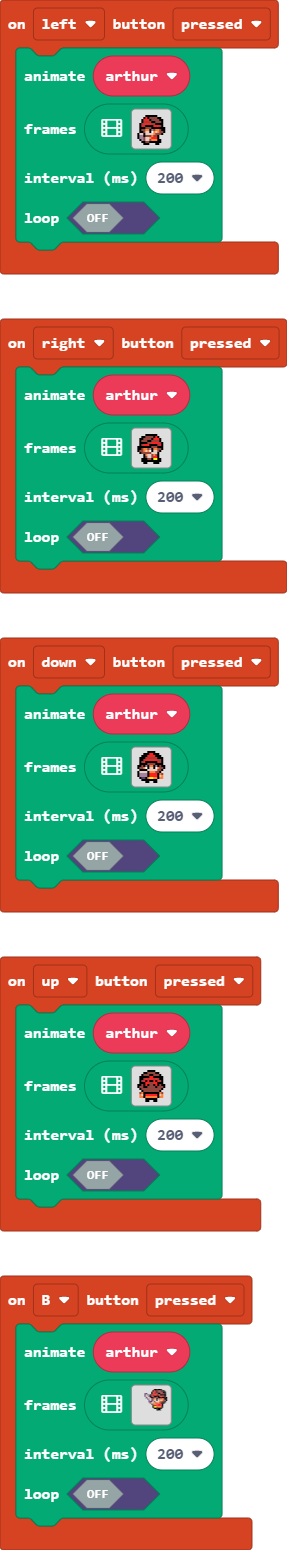 on left button pressed
animate arthur
frames
interval (ms) 200
loop OFF
on right button pressed
animate arthur
frames
interval (ms) 200
loop OFF
on down button pressed
animate arthur
frames
interval (ms) 200
loop OFF
on up button pressed
animate arthur
frames
interval (ms) 200
loop OFF
on B button pressed
animate arthur
frames
interval (ms) 200
loop OFF